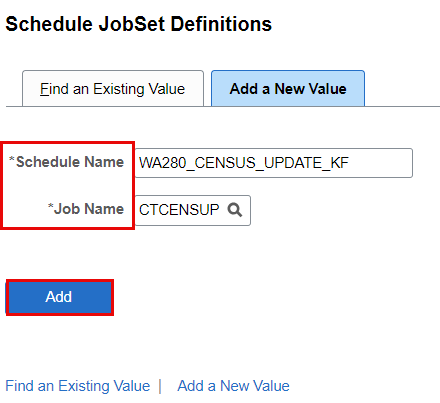 Schedule JobSet Definitions
Find an Existing Value Add a New Value
*Schedule Name WA280_CENSUS_UPDATE_KF
*Job Name CTCENSUP
Add
Find an Existing Value | Add a New Value